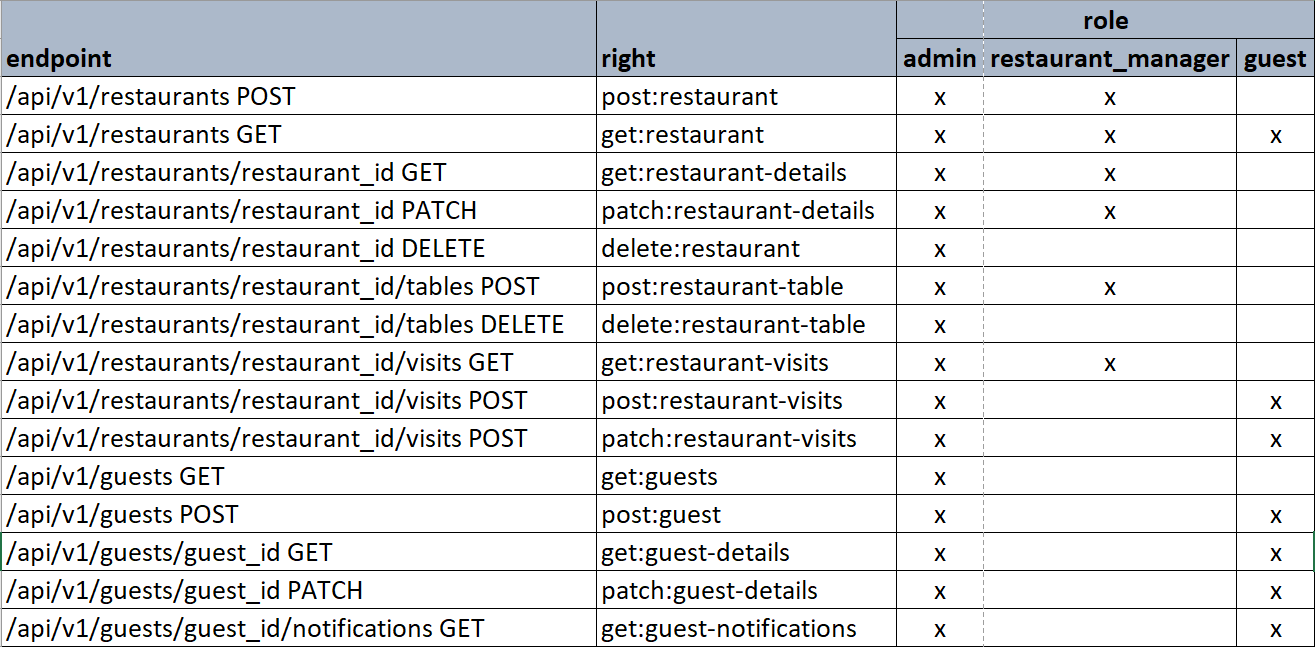 role
endpoint right admin restaurant_manager guest
/api/v1/restaurants POST post:restaurant x x
/api/v1/restaurants GET get:restaurant x x x
/api/v1/restaurants/restaurant_id GET get:restaurant-details x x
/api/v1/restaurants/restaurant_id PATCH patch:restaurant-details x x
/api/v1/restaurants/restaurant_id DELETE delete:restaurant x
/api/v1/restaurants/restaurant_id/tables POST post:restaurant-table x x
/api/v1/restaurants/restaurant_id/tables DELETE delete:restaurant-table x
/api/v1/restaurants/restaurant_id/visits GET get:restaurant-visits x x
/api/v1/restaurants/restaurant_id/visits POST post:restaurant-visits x x
/api/v1/restaurants/restaurant_id/visits POST patch:restaurant-visits x x
/api/v1/guests GET get:guests x
/api/v1/guests POST post:guest x x
/api/v1/guests/guest_id GET get:guest-details x x
/api/v1/guests/guest_id PATCH patch:guest-details x x
/api/v1/guests/guest_id/notifications GET get:guest-notifications x x